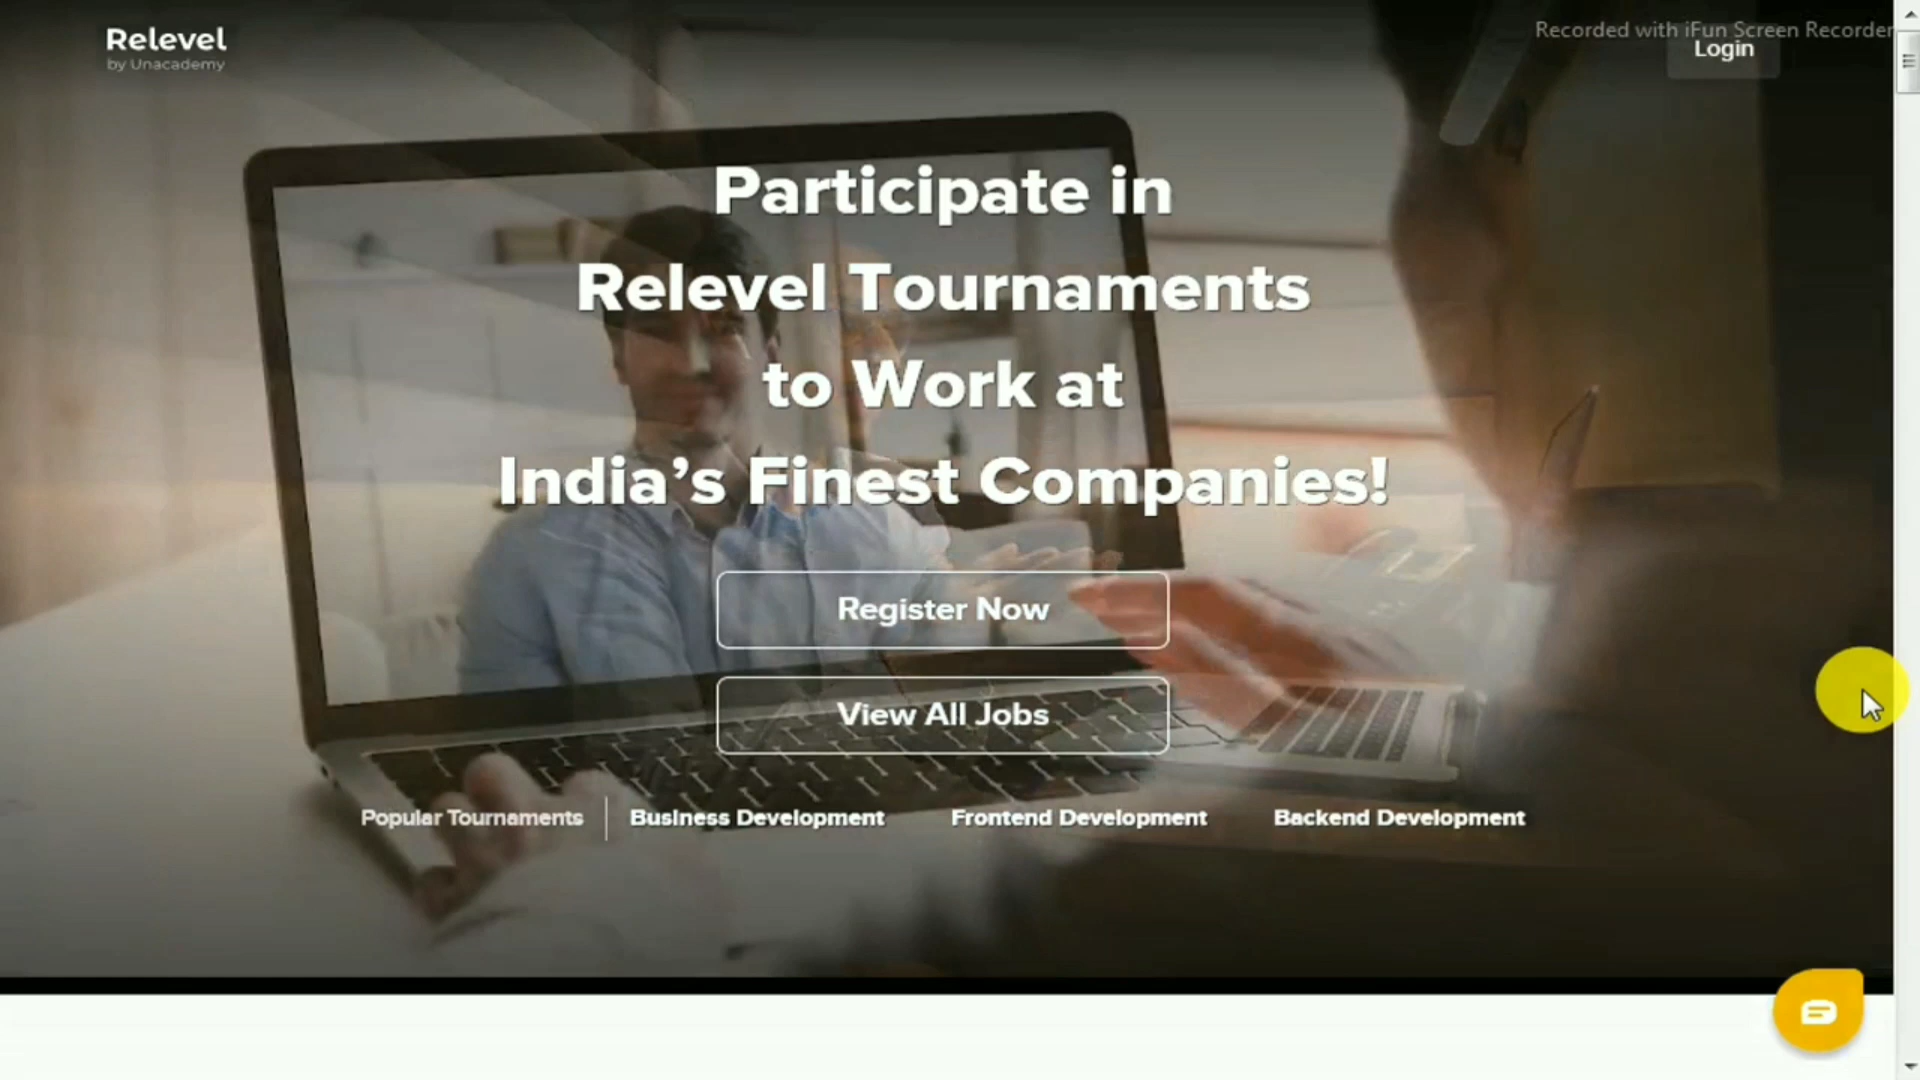 Relevel
by Unacademy
Recorded with iFun Screen Recorder
Login
Participate in
Relevel Tournaments
to Work at
India’s Finest Companies!
Register Now
View All Jobs
Popular Tournaments
Business Development
Frontend Development
Backend Development